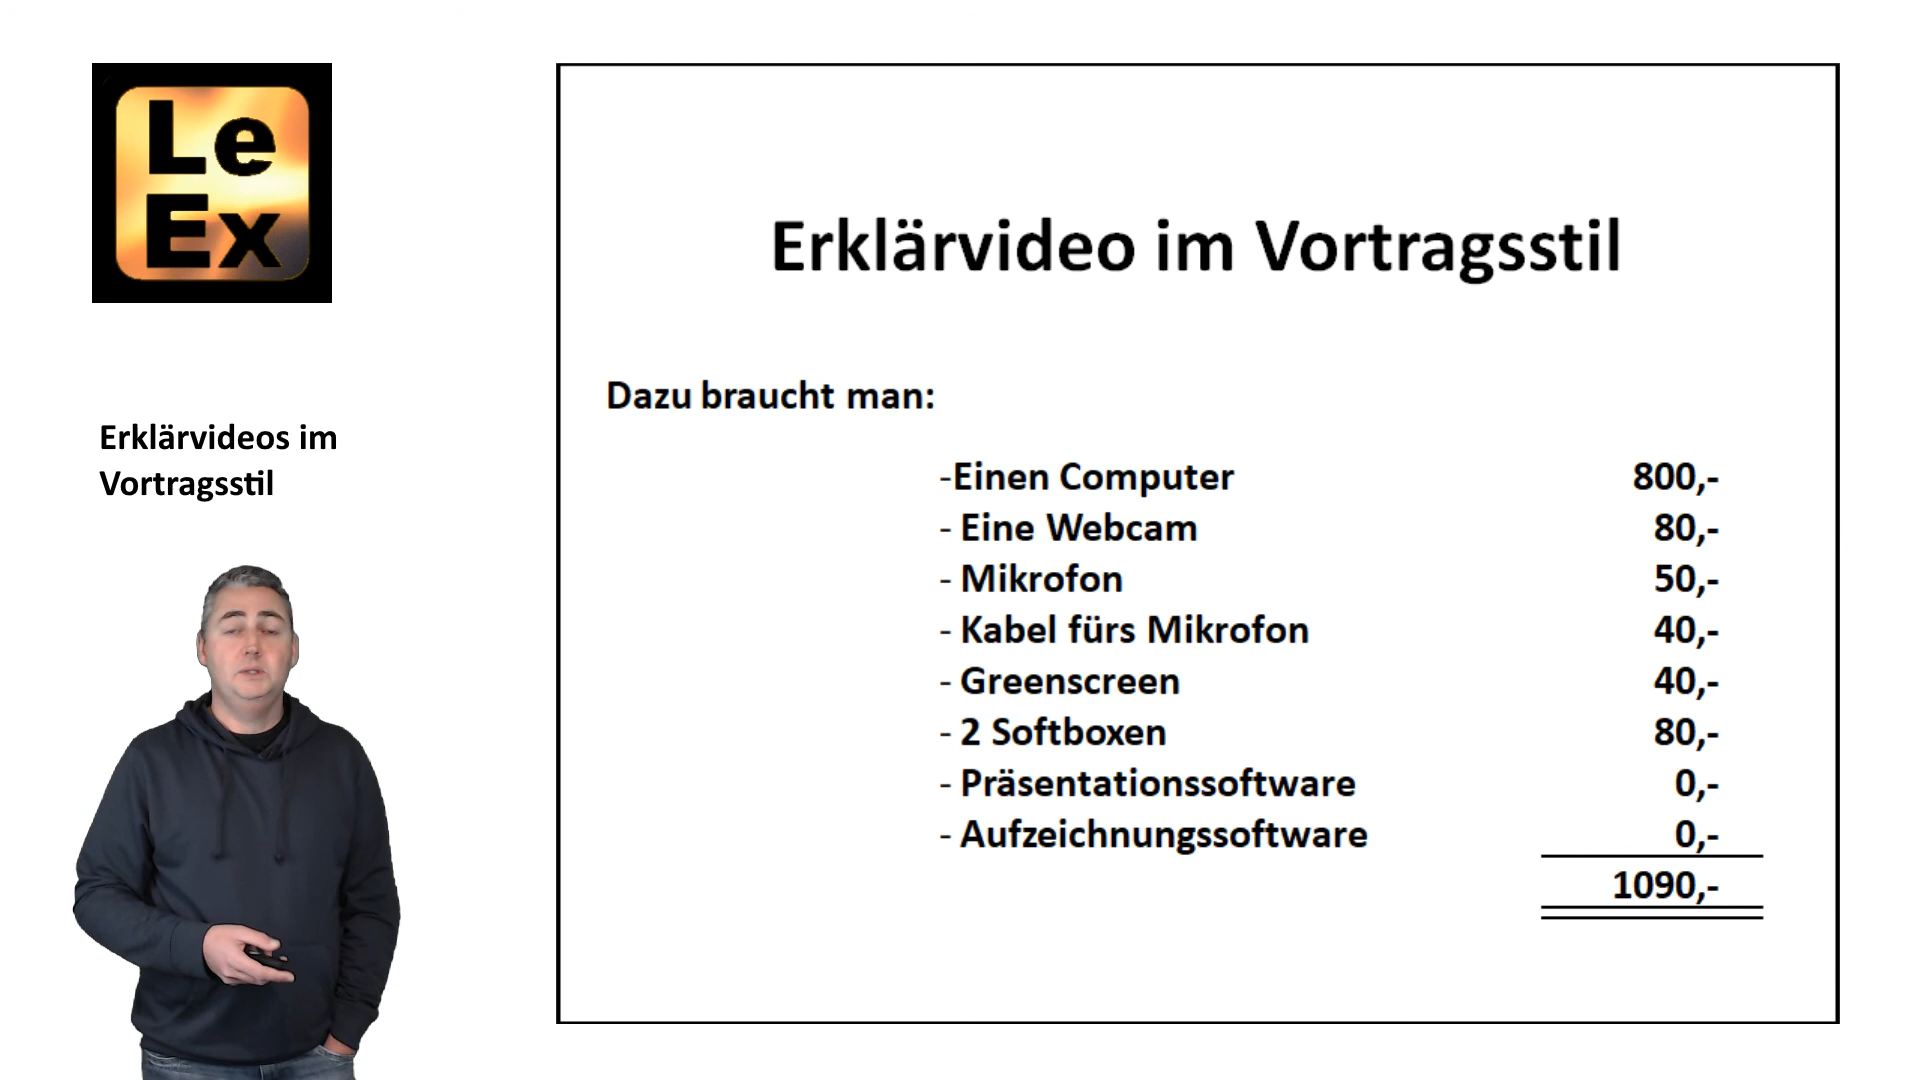 Le
Ex
Erklärvideos im
Vortragsstil
Erklärvideo im Vortragsstil
Dazu braucht man:
-Einen Computer 800,-
- Eine Webcam 80,-
- Mikrofon 50,-
- Kabel fürs Mikrofon 40,-
- Greenscreen 40,-
- 2 Softboxen 80,-
- Präsentationssoftware 0,-
- Aufzeichnungssoftware 0,-
1090,-